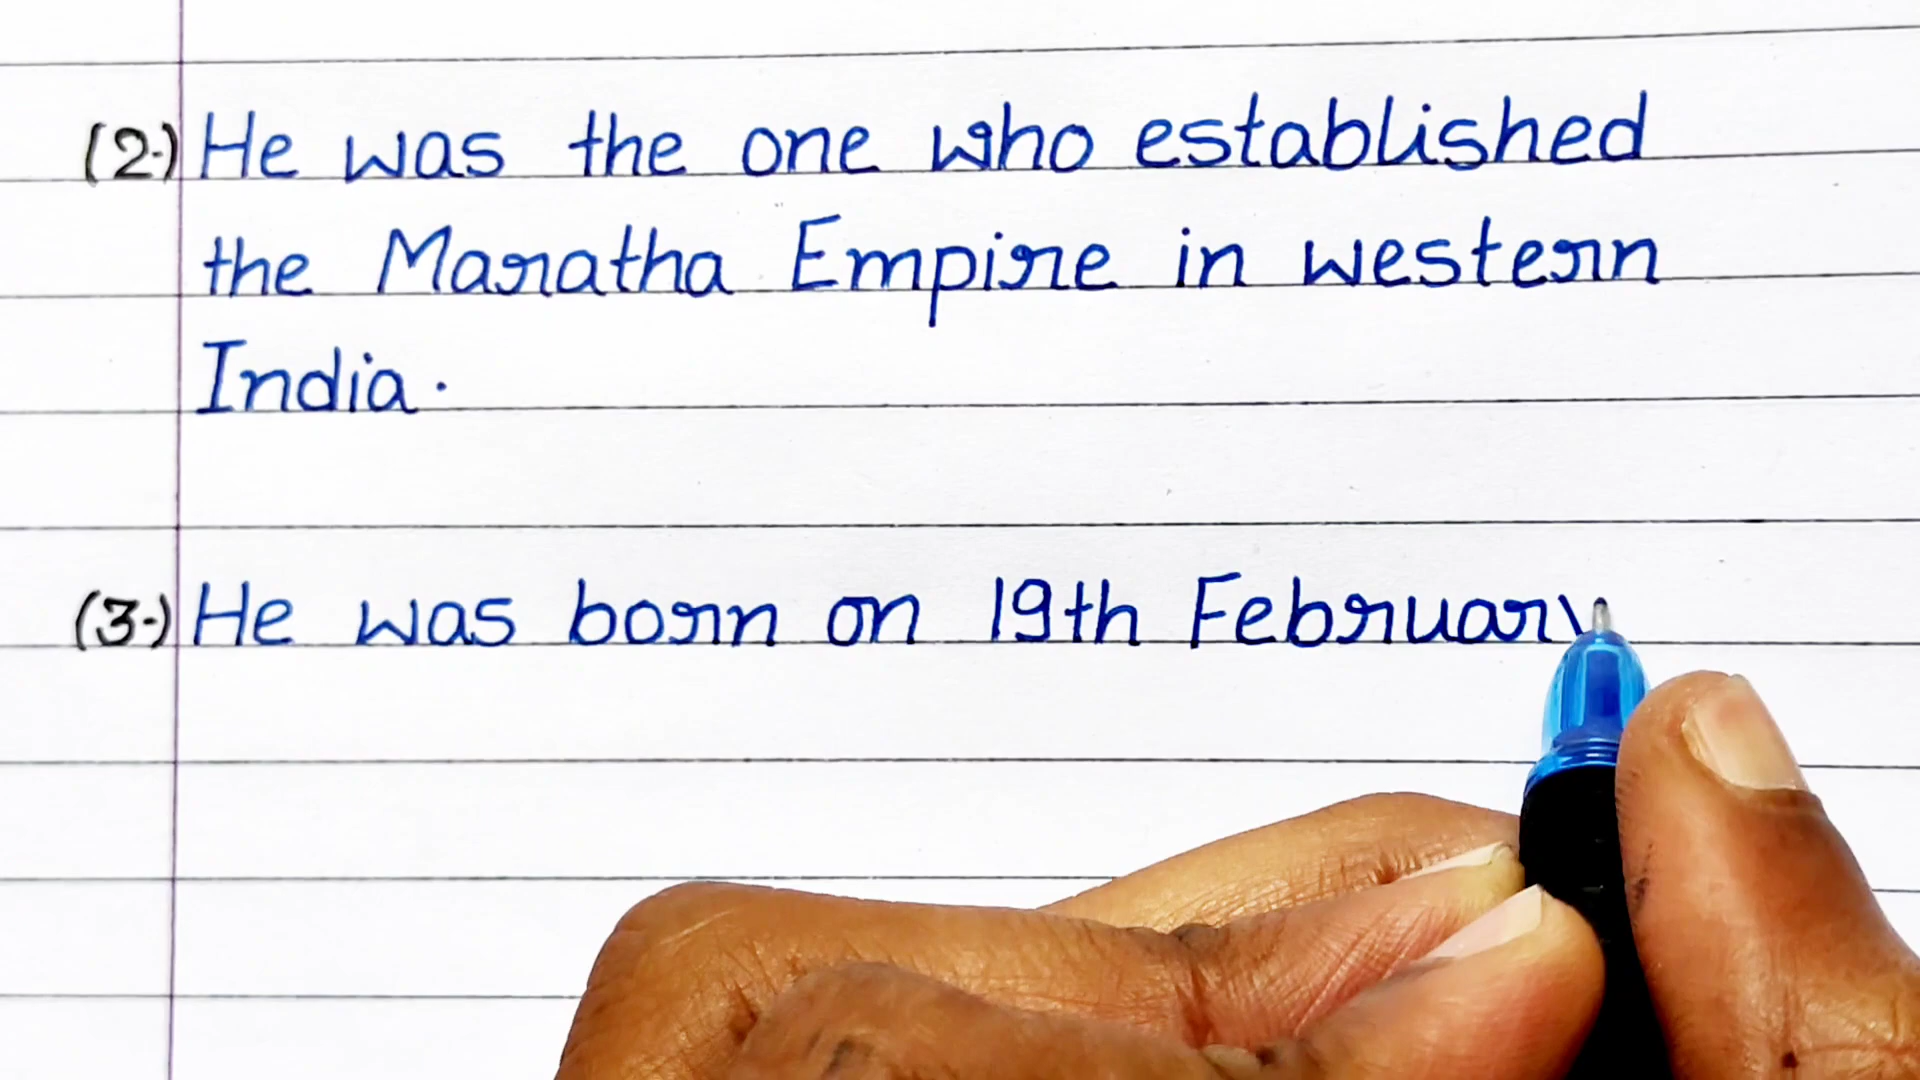 (2.) He was the one who established
the Maratha Empire in western
India.
(3.) He was born on 19th February